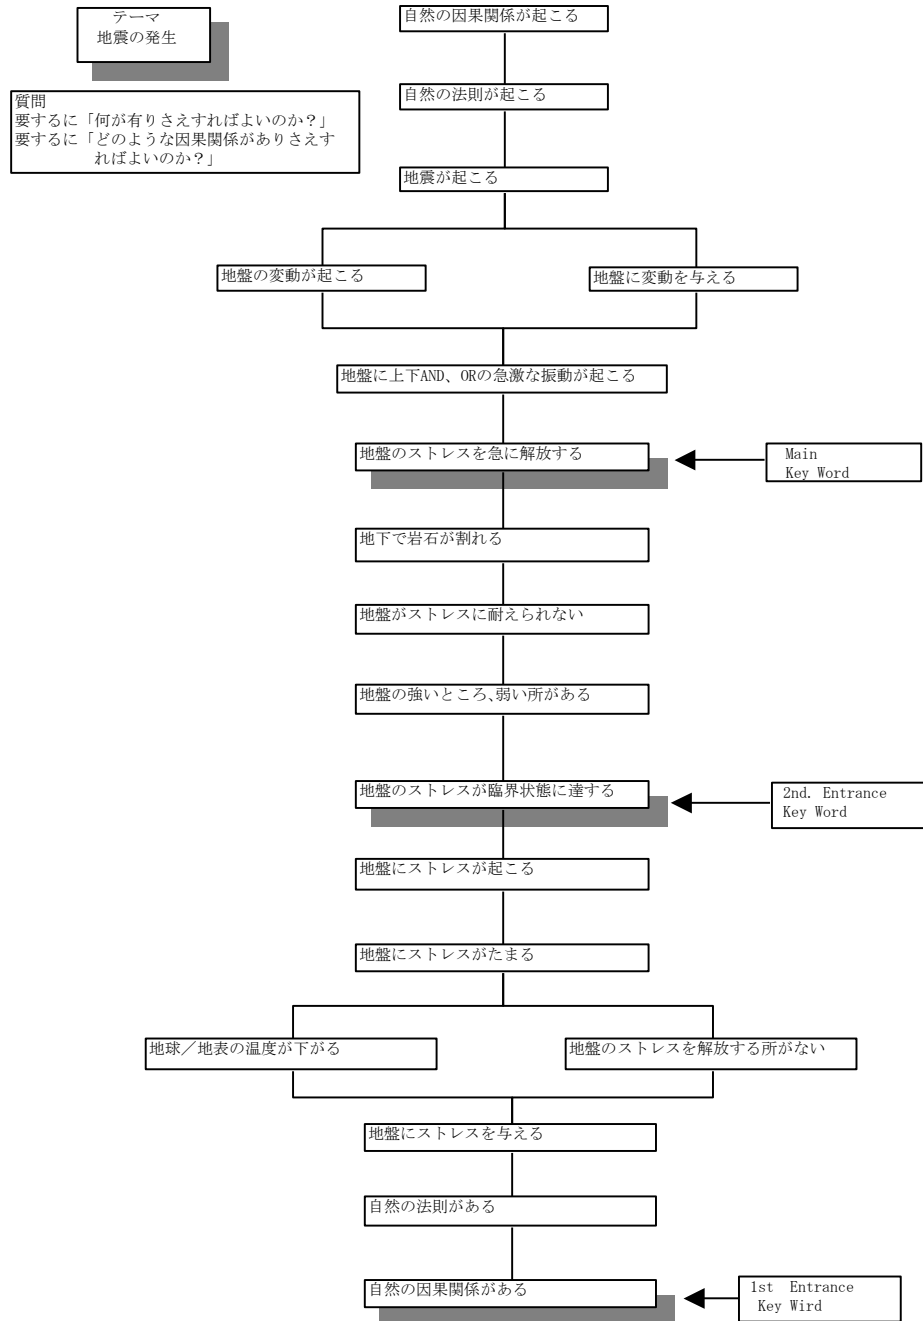 テーマ
地震の発生
質問
要するに「何が有りさえすればよいのか？」
要するに「どのような因果関係がありさえす
ればよいのか？」
自然の因果関係が起こる
自然の法則が起こる
地震が起こる
地盤の変動が起こる
地盤に変動を与える
地盤に上下AND、ORの急激な振動が起こる
地盤のストレスを急に解放する
Main
Key Word
地下で岩石が割れる
地盤がストレスに耐えられない
地盤の強いところ、弱い所がある
地盤のストレスが臨界状態に達する
2nd. Entrance
Key Word
地盤にストレスが起こる
地盤にストレスがたまる
地球／地表の温度が下がる
地盤のストレスを解放する所がない
地盤にストレスを与える
自然の法則がある
自然の因果関係がある
1st Entrance
Key Wird